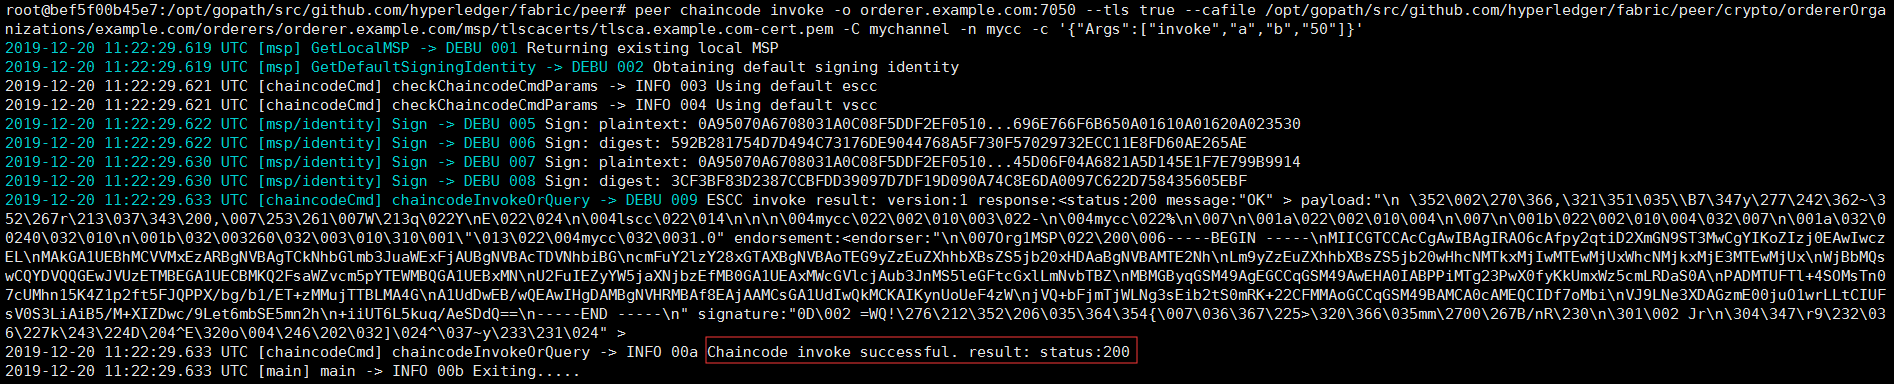 root@bef5f00b45e7:/opt/gopath/src/github.com/hyperledger/fabric/peer# peer chaincode invoke -o orderer.example.com:7050 --tls true --cafile /opt/gopath/src/github.com/hyperledger/fabric/peer/crypto/ordererOrga
nizations/example.com/orderers/orderer.example.com/msp/tlscacerts/tlsca.example.com-cert.pem -C mychannel -n mycc -c '{"Args":["invoke","a","b","50"]}'
2019-12-20 11:22:29.619 UTC [msp] GetLocalMSP -> DEBU 001 Returning existing local MSP
2019-12-20 11:22:29.619 UTC [msp] GetDefaultSigningIdentity -> DEBU 002 Obtaining default signing identity
2019-12-20 11:22:29.621 UTC [chaincodeCmd] checkChaincodeCmdParams -> INFO 003 Using default escc
2019-12-20 11:22:29.621 UTC [chaincodeCmd] checkChaincodeCmdParams -> INFO 004 Using default vscc
2019-12-20 11:22:29.622 UTC [msp/identity] Sign -> DEBU 005 Sign: plaintext: 0A95070A6708031A0C08F5DDF2EF0510...696E766F6B650A01610A01620A023530
2019-12-20 11:22:29.622 UTC [msp/identity] Sign -> DEBU 006 Sign: digest: 592B281754D7D494C73176DE9044768A5F730F57029732ECC11E8FD60AE265AE
2019-12-20 11:22:29.630 UTC [msp/identity] Sign -> DEBU 007 Sign: plaintext: 0A95070A6708031A0C08F5DDF2EF0510...45D06F04A6821A5D145E1F7E799B9914
2019-12-20 11:22:29.630 UTC [msp/identity] Sign -> DEBU 008 Sign: digest: 3CF3BF83D2387CCBFDD39097D7DF19D090A74C8E6DA0097C622D758435605EBF
2019-12-20 11:22:29.633 UTC [chaincodeCmd] chaincodeInvokeOrQuery -> DEBU 009 ESCC invoke result: version:1 response:<status:200 message:"OK" > payload:"\n \352\002\270\366,\321\351\035\\B7\347y\277\242\362~\3
52\267r\213\037\343\200,\007\253\261\007W\213q\022Y\nE\022\024\n\004lscc\022\014\n\n\n\004mycc\022\002\010\003\022-\n\004mycc\022%\n\007\n\001a\022\002\010\004\n\007\n\001b\022\002\010\004\032\007\n\001a\032\0
0240\032\010\n\001b\032\003260\032\003\010\310\001\"\013\022\004mycc\032\0031.0" endorsement:<endorser:"\n\007Org1MSP\022\200\006-----BEGIN -----\nMIICGTCCAcCgAwIBAgIRAO6cAfpy2qtiD2XmGN9ST3MwCgYIKoZIzj0EAwIwcz
EL\nMAkGA1UEBhMCVVMxEzARBgNVBAgTCkNhbGlmb3JuaWExFjAUBgNVBAcTDVNhbiBG\ncmFuY2lzY28xGTAXBgNVBAoTEG9yZzEuZXhhbXBsZS5jb20xHDAaBgNVBAMTE2Nh\nLm9yZzEuZXhhbXBsZS5jb20wHhcNMTkxMjIwMTEwMjUxWhcNMjkxMjE3MTEwMjUx\nWjBbMQs
wCQYDVQQGEwJVUzETMBEGA1UECBMKQ2FsaWZvcm5pYTEWMBQGA1UEBxMN\nU2FuIEZyYW5jaXNjbzEfMB0GA1UEAxMWcGVlcjAub3JnMS5leGFtcGxlLmNvbTBZ\nMBMGByqGSM49AgEGCCqGSM49AwEHA0IABPPiMTg23PwX0fyKkUmxWz5cmLRDaS0A\nPADMTUFTl+4SOMsTn0
7cUMhn15K4Z1p2ft5FJQPPX/bg/b1/ET+zMMujTTBLMA4G\nA1UdDwEB/wQEAwIHgDAMBgNVHRMBAf8EAjAAMCsGA1UdIwQkMCKAIKynUoUeF4zW\njVQ+bFjmTjWLNg3sEib2tS0mRK+22CFMMAoGCCqGSM49BAMCA0cAMEQCIDf7oMbi\nVJ9LNe3XDAGzmE00juO1wrLLtCIUF
sV0S3LiAiB5/M+XIZDwc/9Let6mbSE5mn2h\n+iiUT6L5kuq/AeSDdQ==\n-----END -----\n" signature:"0D\002 =WQ!\276\212\352\206\035\364\354{\007\036\367\225>\320\366\035mm\2700\267B/nR\230\n\301\002 Jr\n\304\347\r9\232\03
6\227k\243\224D\204^E\320o\004\246\202\032]\024^\037~y\233\231\024" >
2019-12-20 11:22:29.633 UTC [chaincodeCmd] chaincodeInvokeOrQuery -> INFO 00a Chaincode invoke successful. result: status:200
2019-12-20 11:22:29.633 UTC [main] main -> INFO 00b Exiting.....